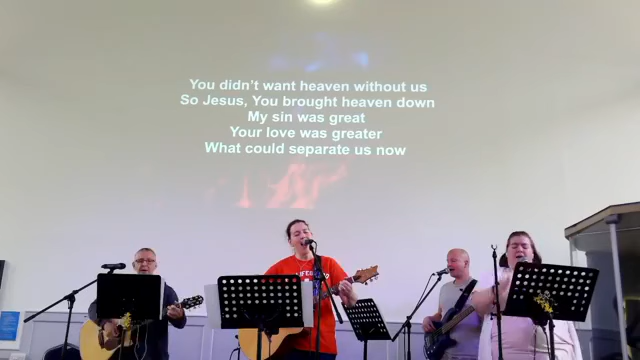 You didn't want heaven without us
So Jesus, You brought heaven down
My sin was great
Your love was greater
What could separate us now